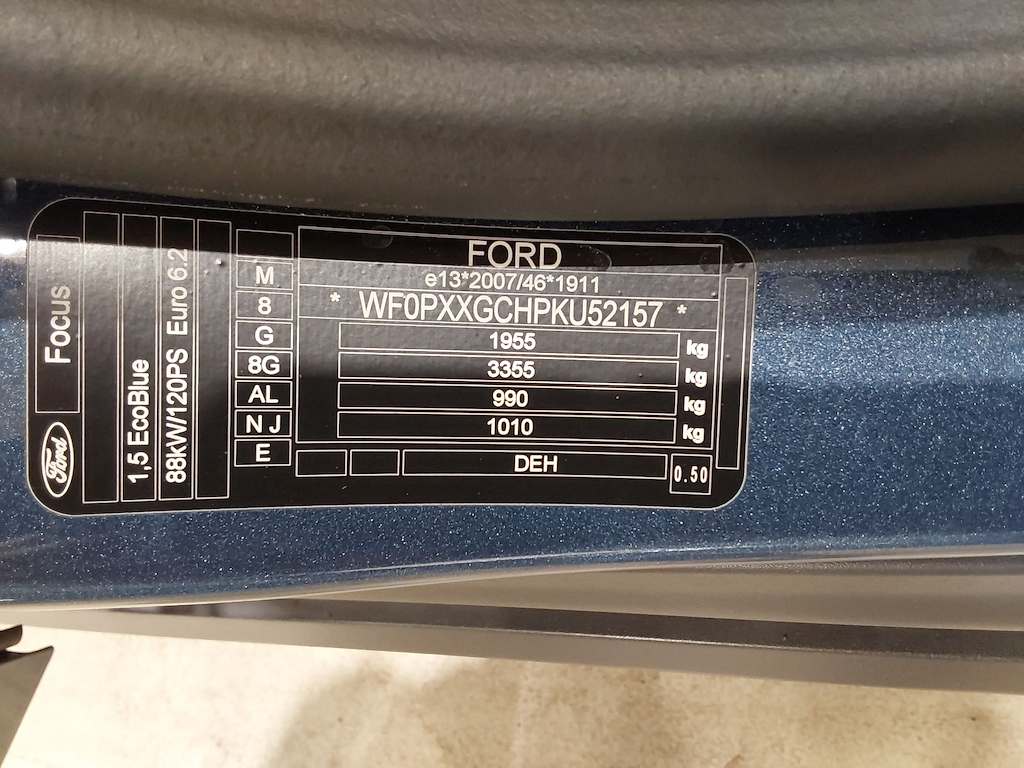 Focus
Ford
1,5 EcoBlue
88kW/120PS Euro 6.2
M
8
G
8G
AL
N J
E
FORD
e13*2007/46*1911
* WF0PXXGCHPKU52157 *
1955 kg
3355 kg
990 kg
1010 kg
DEH
0.50